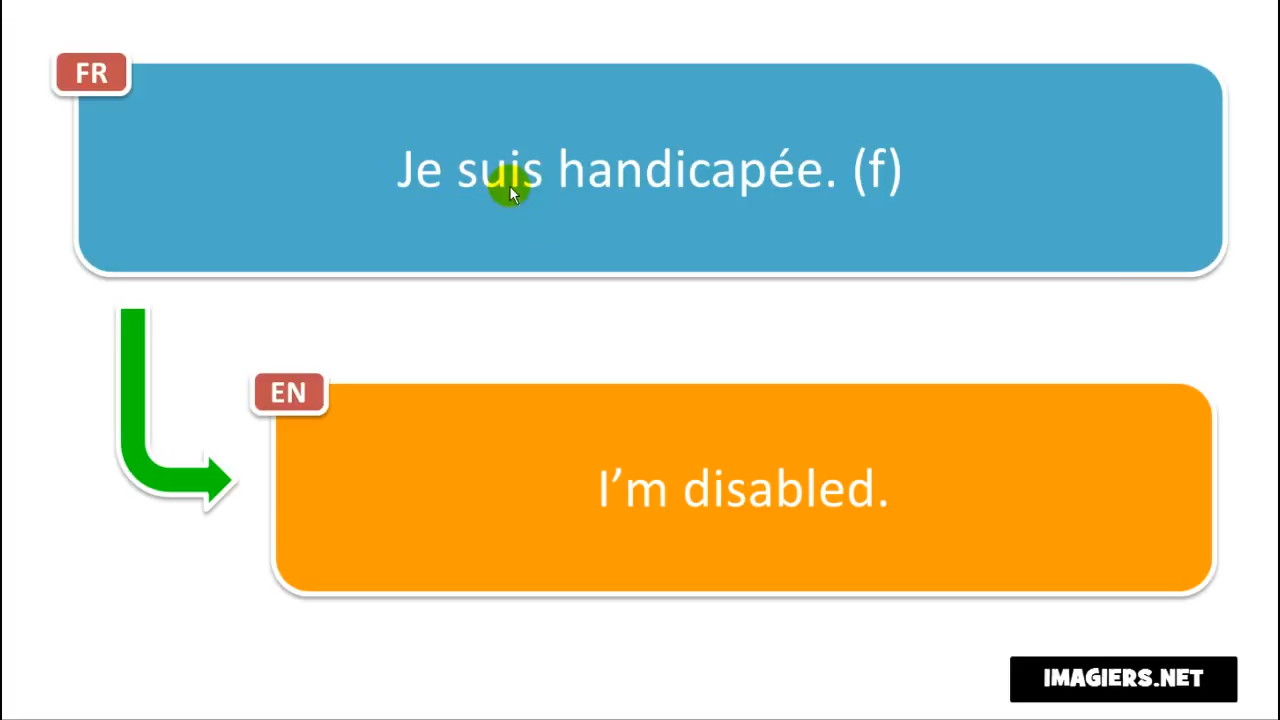 FR
Je suis handicapée. (f)
EN
I’m disabled.
IMAGIERS.NET